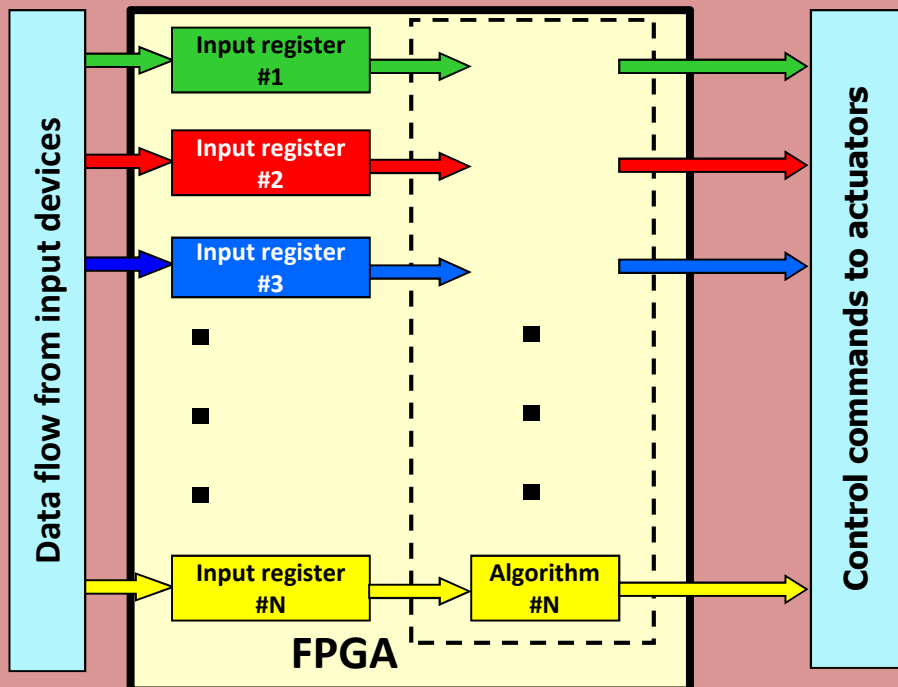 Data flow from input devices
Input register
#1
Input register
#2
Input register
#3
Input register
#N
Algorithm
#N
FPGA
Control commands to actuators